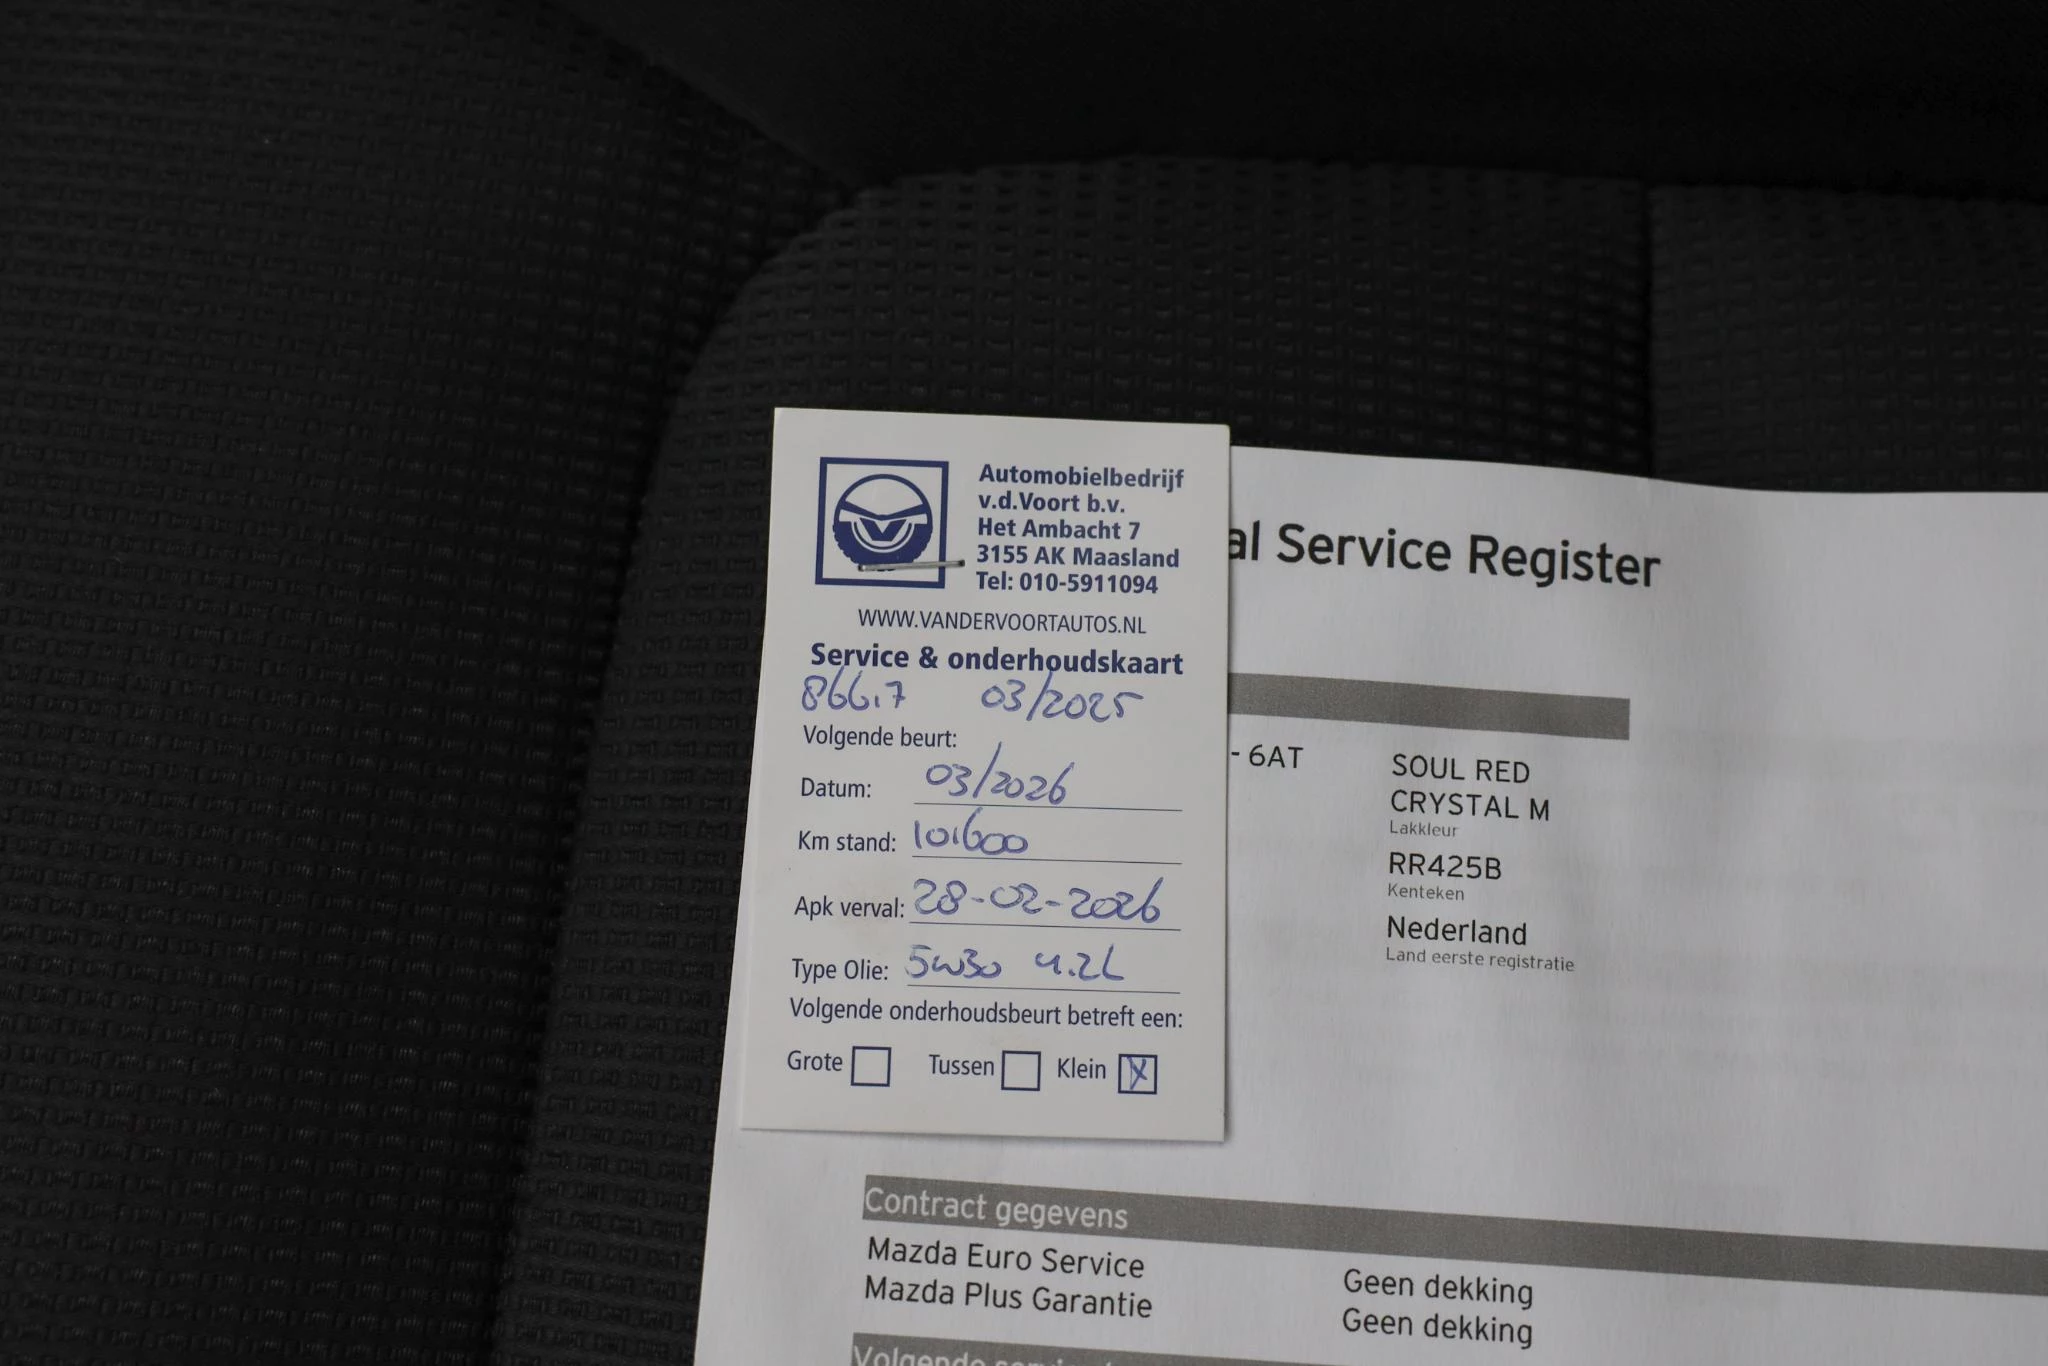 Automobielbedrijf
v.d.Voort b.v.
Het Ambacht 7
3155 AK Maasland
Tel: 010-5911094
WWW.VANDERVOORTAUTOS.NL
Service & onderhoudskaart
866.7 03/2025
Volgende beurt:
Datum: 03/2026
Km stand: 101600
Apk verval: 28-02-2026
Type Olie: 5W30 4.2L
Volgende onderhoudsbeurt betreft een:
Grote Tussen Klein X
al Service Register
- 6AT
SOUL RED
CRYSTAL M
Lakkleur
RR425B
Kenteken
Nederland
Land eerste registratie
Contract gegevens
Mazda Euro Service Geen dekking
Mazda Plus Garantie Geen dekking
Volgende